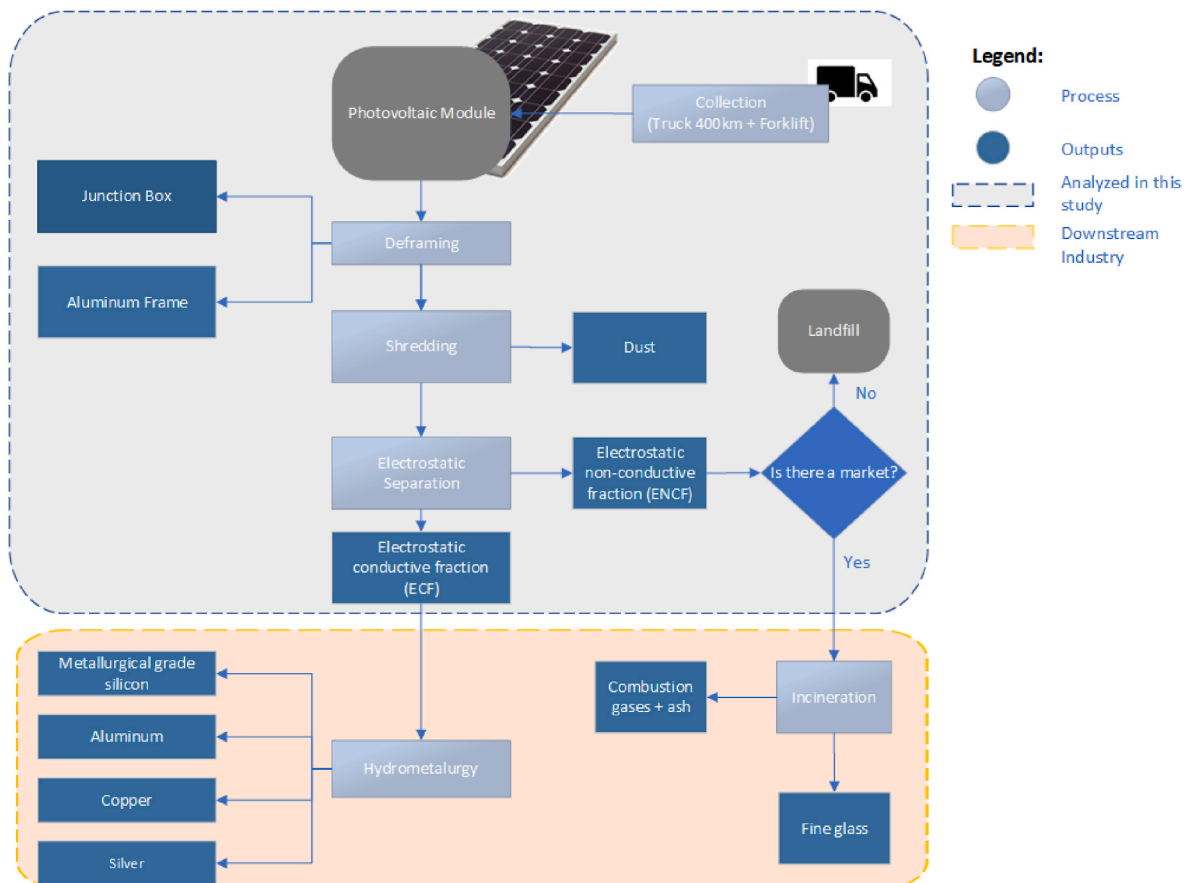 Legend:
Process
Outputs
Analyzed in this
study
Downstream
Industry
Photovoltaic Module
Collection
(Truck 400km + Forklift)
Junction Box
Deframing
Aluminum Frame
Shredding
Dust
Landfill
No
Electrostatic
Separation
Electrostatic
non-conductive
fraction (ENCF)
Is there a market?
Electrostatic
conductive fraction
(ECF)
Yes
Metallurgical grade
silicon
Aluminum
Copper
Silver
Hydrometalurgy
Combustion
gases + ash
Incineration
Fine glass